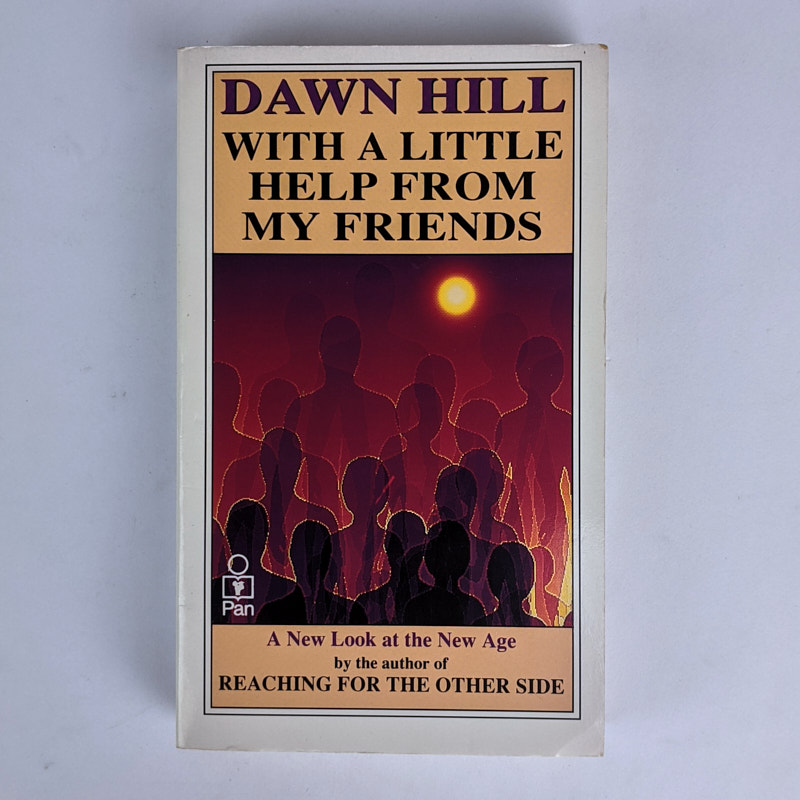 DAWN HILL
WITH A LITTLE
HELP FROM
MY FRIENDS
Pan
A New Look at the New Age
by the author of
REACHING FOR THE OTHER SIDE